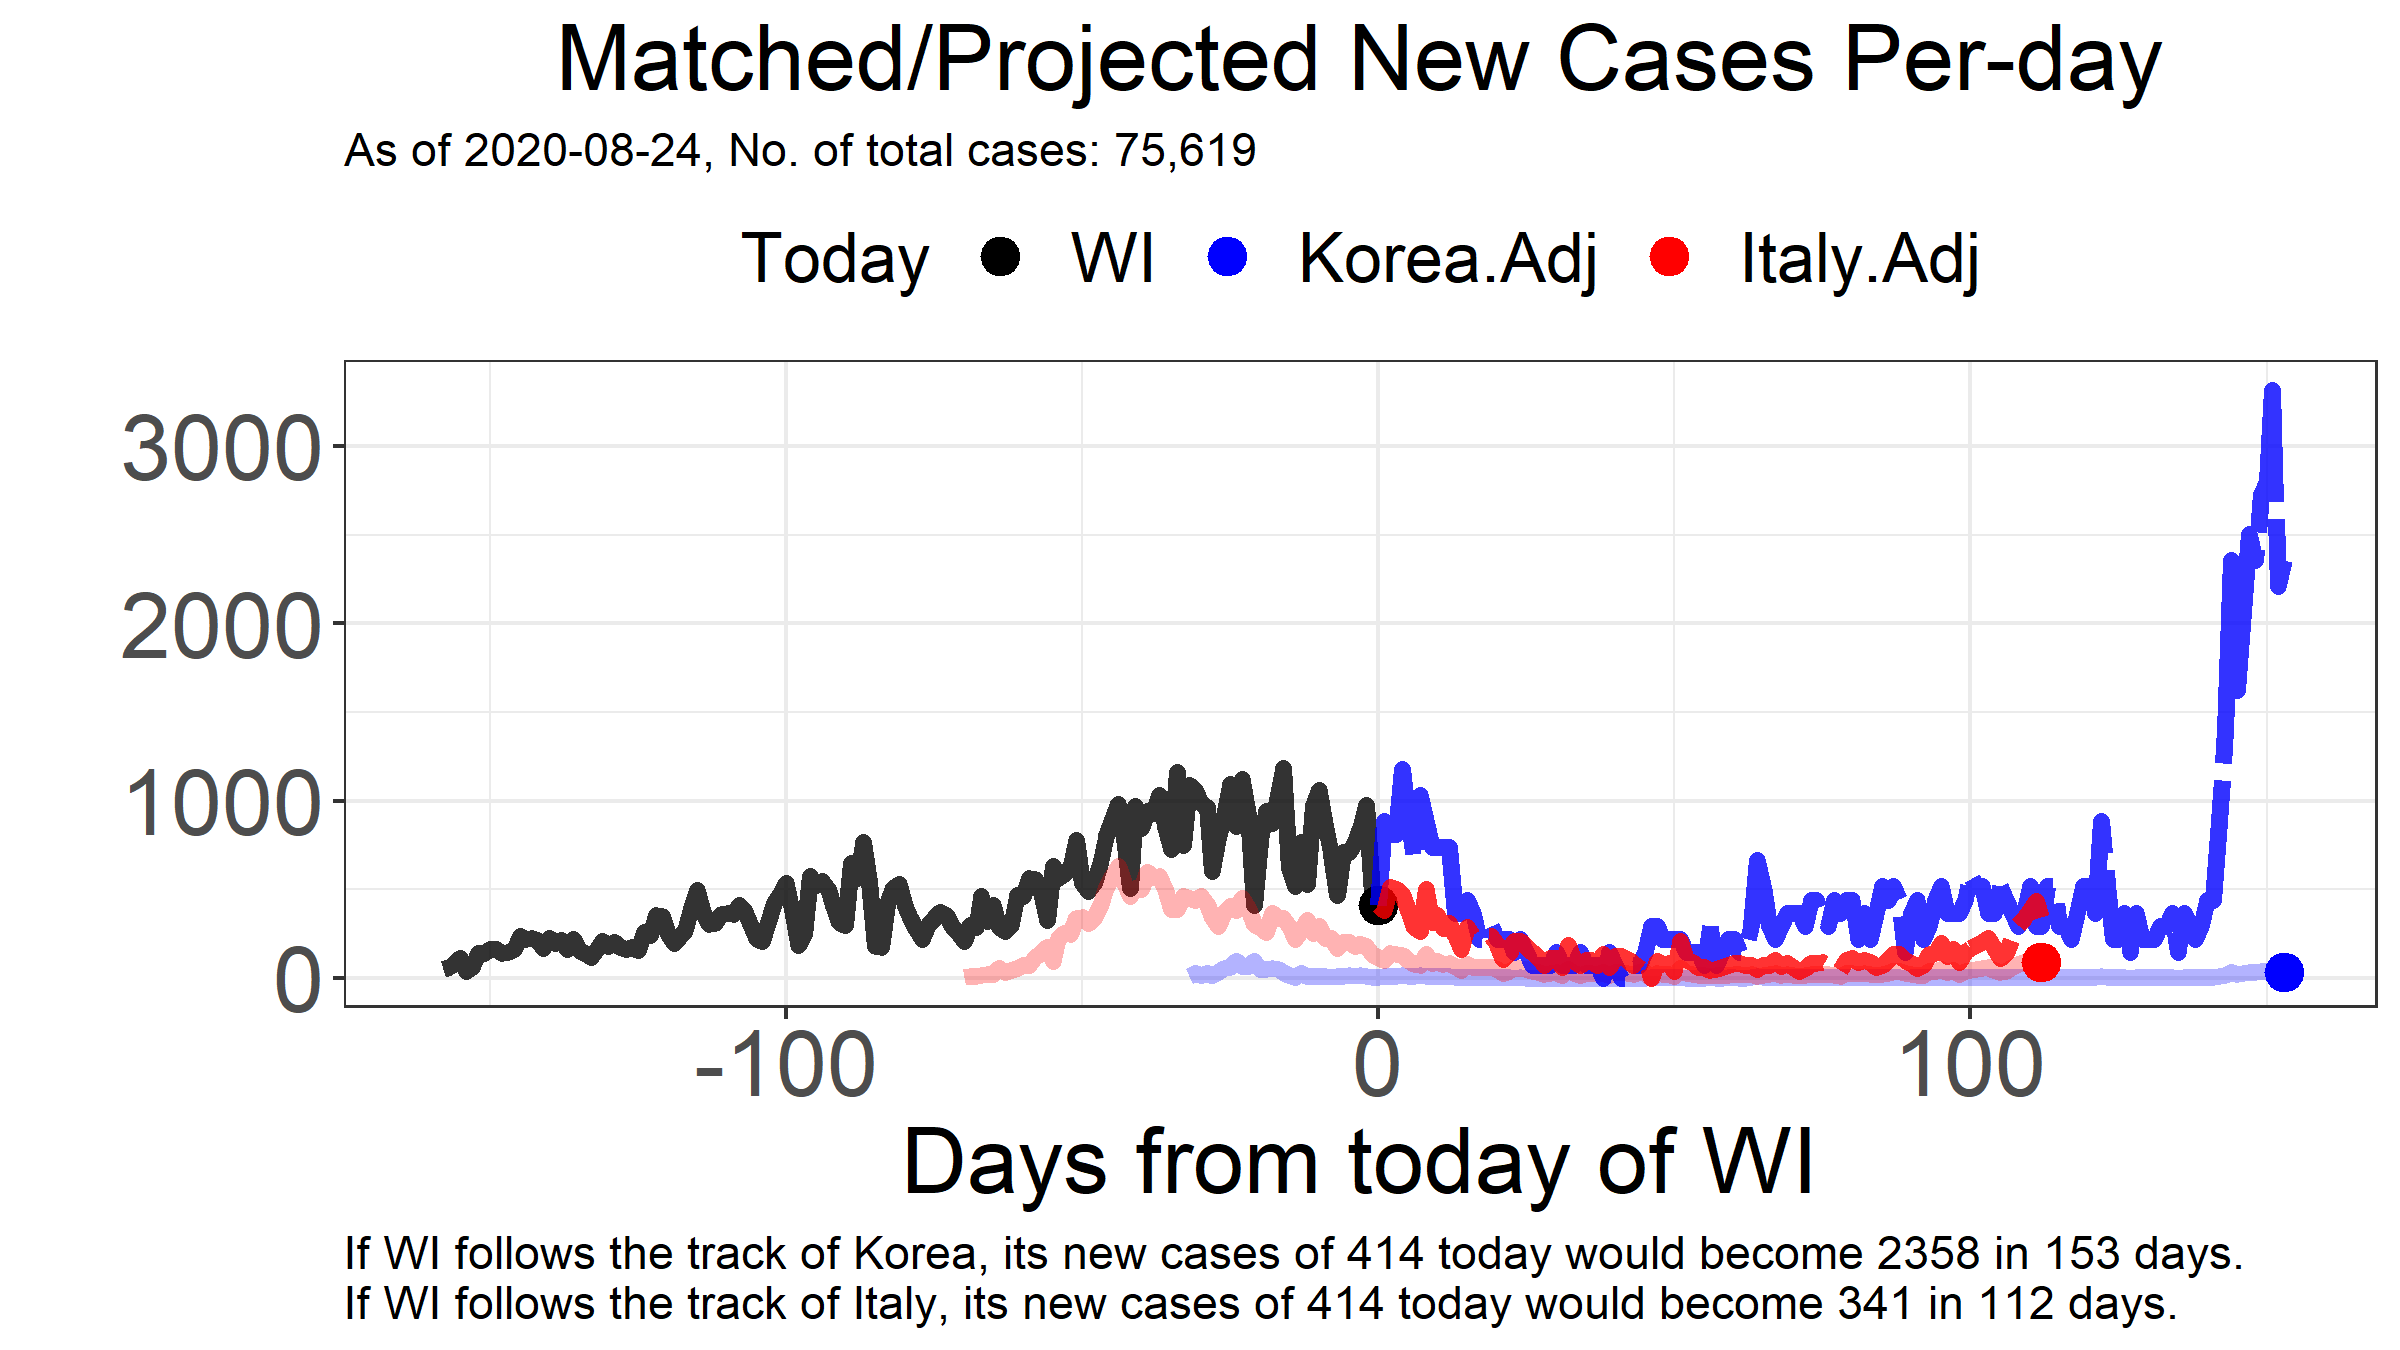 Matched/Projected New Cases Per-day
As of 2020-08-24, No. of total cases: 75,619
Today WI Korea.Adj Italy.Adj
3000
2000
1000
0
-100 0 100
Days from today of WI
If WI follows the track of Korea, its new cases of 414 today would become 2358 in 153 days.
If WI follows the track of Italy, its new cases of 414 today would become 341 in 112 days.